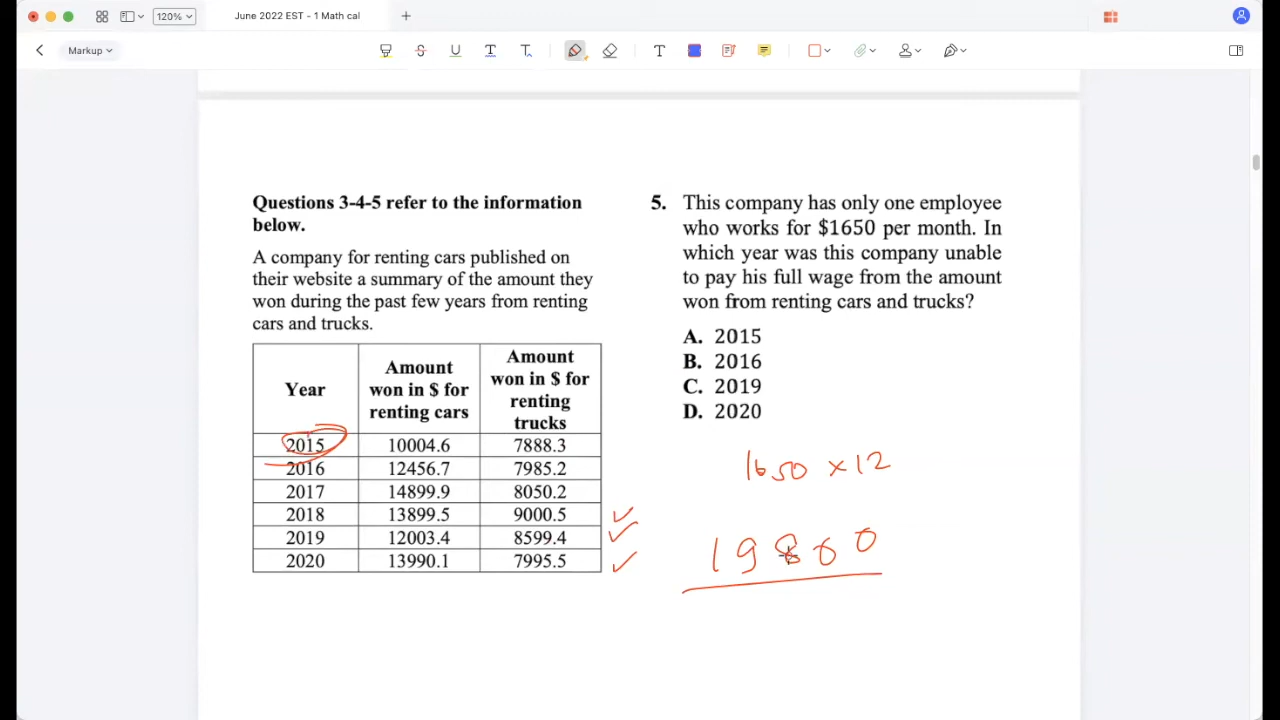 June 2022 EST - 1 Math cal
120%
Markup
Questions 3-4-5 refer to the information
below.
A company for renting cars published on
their website a summary of the amount they
won during the past few years from renting
cars and trucks.
Year | Amount won in $ for renting cars | Amount won in $ for renting trucks
2015 | 10004.6 | 7888.3
2016 | 12456.7 | 7985.2
2017 | 14899.9 | 8050.2
2018 | 13899.5 | 9000.5
2019 | 12003.4 | 8599.4
2020 | 13990.1 | 7995.5
5. This company has only one employee
who works for $1650 per month. In
which year was this company unable
to pay his full wage from the amount
won from renting cars and trucks?
A. 2015
B. 2016
C. 2019
D. 2020
1650 x 12
19800